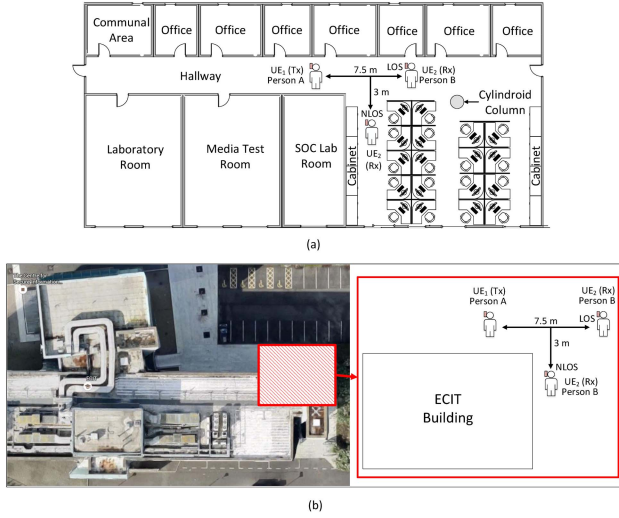 Communal
Area
Office
Office
Office
Office
Office
Office
Office
Hallway
UE₁ (Tx)
Person A
7.5 m
LOS
UE₂ (Rx)
Person B
3 m
NLOS
UE₂
(Rx)
Cylindroid
Column
Laboratory
Room
Media Test
Room
SOC Lab
Room
Cabinet
Cabinet
(a)
UE₁ (Tx)
Person A
7.5 m
UE₂ (Rx)
Person B
LOS
3 m
NLOS
UE₂ (Rx)
Person B
ECIT
Building
(b)